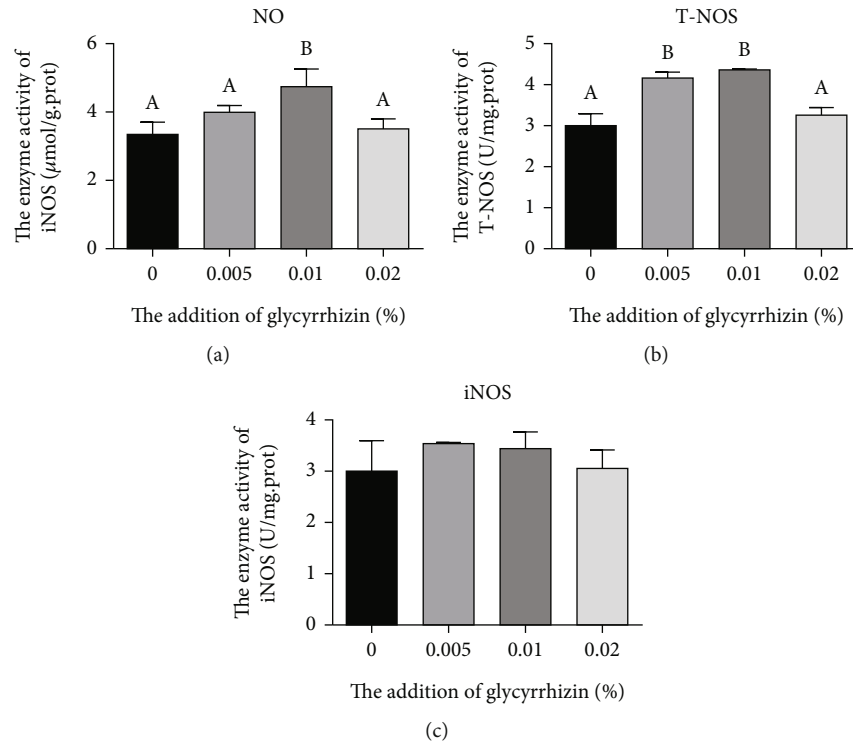 NO
The enzyme activity of
iNOS (µmol/g.prot)
6
4
2
0
A
A
B
A
0
0.005
0.01
0.02
The addition of glycyrrhizin (%)
(a)
T-NOS
The enzyme activity of
T-NOS (U/mg.prot)
5
4
3
2
1
0
A
B
B
A
0
0.005
0.01
0.02
The addition of glycyrrhizin (%)
(b)
iNOS
The enzyme activity of
iNOS (U/mg.prot)
4
3
2
1
0
0
0.005
0.01
0.02
The addition of glycyrrhizin (%)
(c)